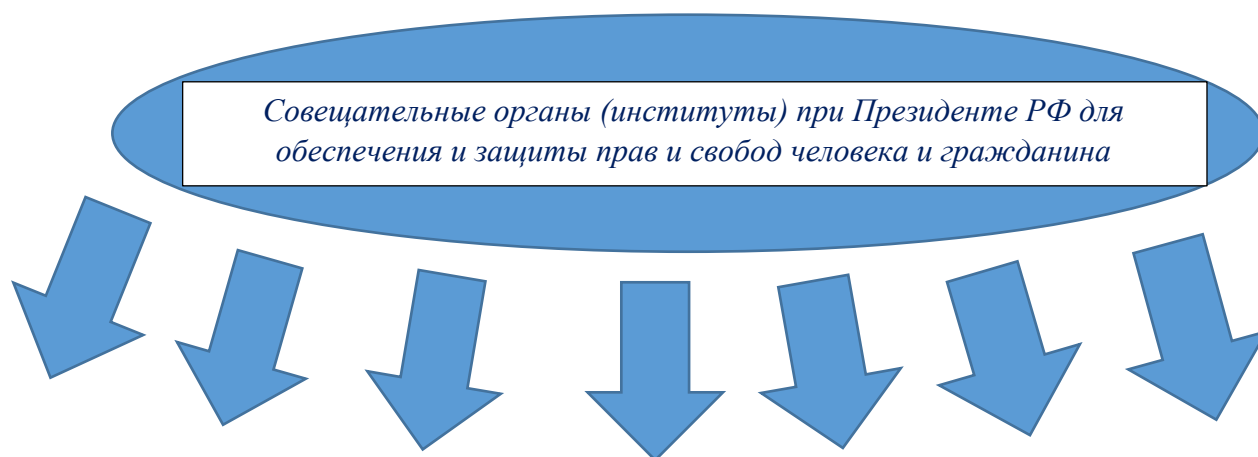 Совещательные органы (институты) при Президенте РФ для
обеспечения и защиты прав и свобод человека и гражданина